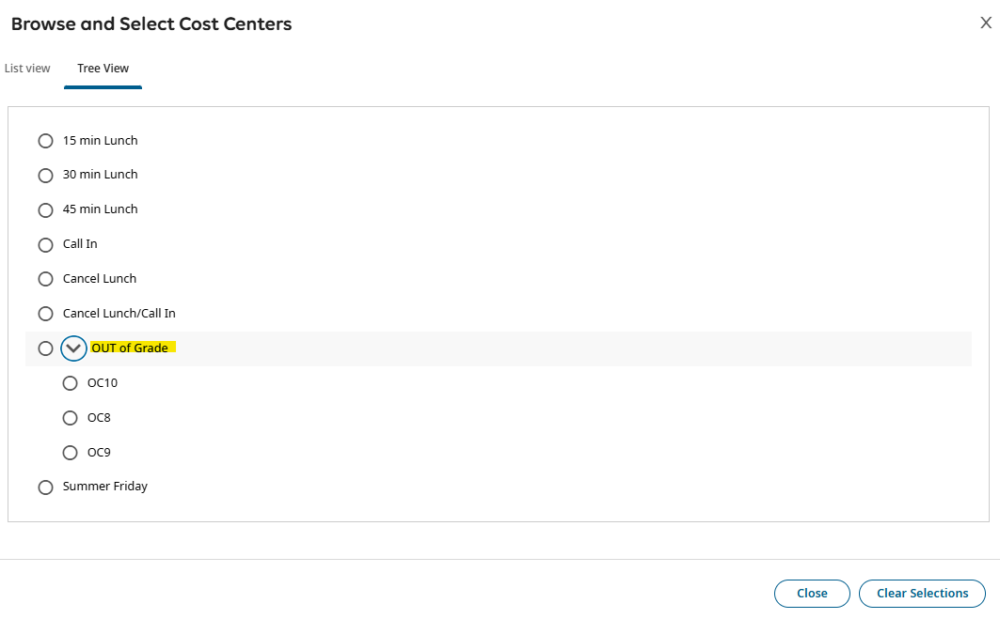 Browse and Select Cost Centers
X
List view
Tree View
15 min Lunch
30 min Lunch
45 min Lunch
Call In
Cancel Lunch
Cancel Lunch/Call In
OUT of Grade
OC10
OC8
OC9
Summer Friday
Close
Clear Selections